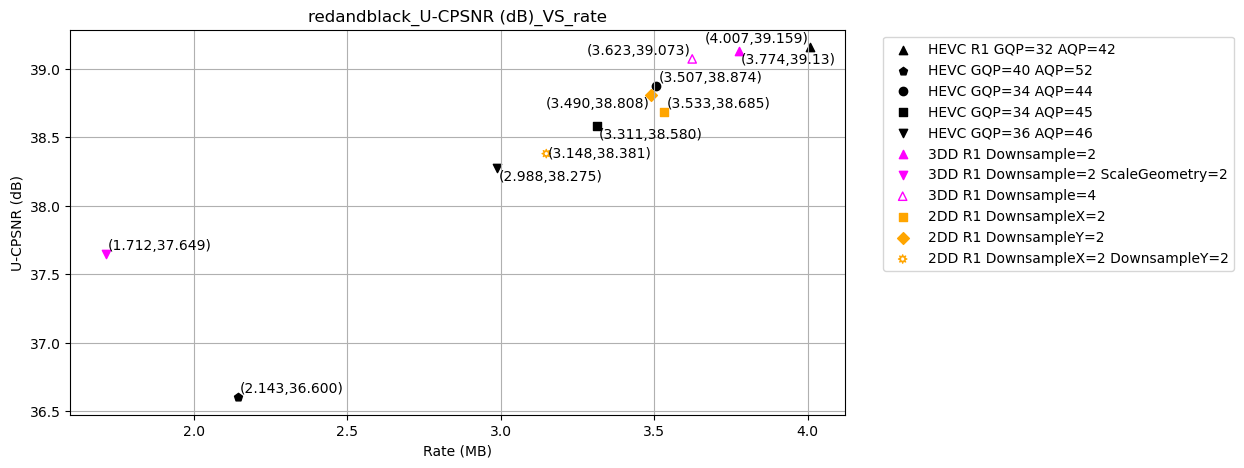 redandblack_U-CPSNR (dB)_VS_rate
(4.007,39.159)
(3.623,39.073)
(3.774,39.13)
(3.507,38.874)
(3.490,38.808)
(3.533,38.685)
(3.311,38.580)
(3.148,38.381)
(2.988,38.275)
(1.712,37.649)
(2.143,36.600)
39.0
38.5
38.0
37.5
37.0
36.5
U-CPSNR (dB)
2.0
2.5
3.0
3.5
4.0
Rate (MB)
HEVC R1 GQP=32 AQP=42
HEVC GQP=40 AQP=52
HEVC GQP=34 AQP=44
HEVC GQP=34 AQP=45
HEVC GQP=36 AQP=46
3DD R1 Downsample=2
3DD R1 Downsample=2 ScaleGeometry=2
3DD R1 Downsample=4
2DD R1 DownsampleX=2
2DD R1 DownsampleY=2
2DD R1 DownsampleX=2 DownsampleY=2